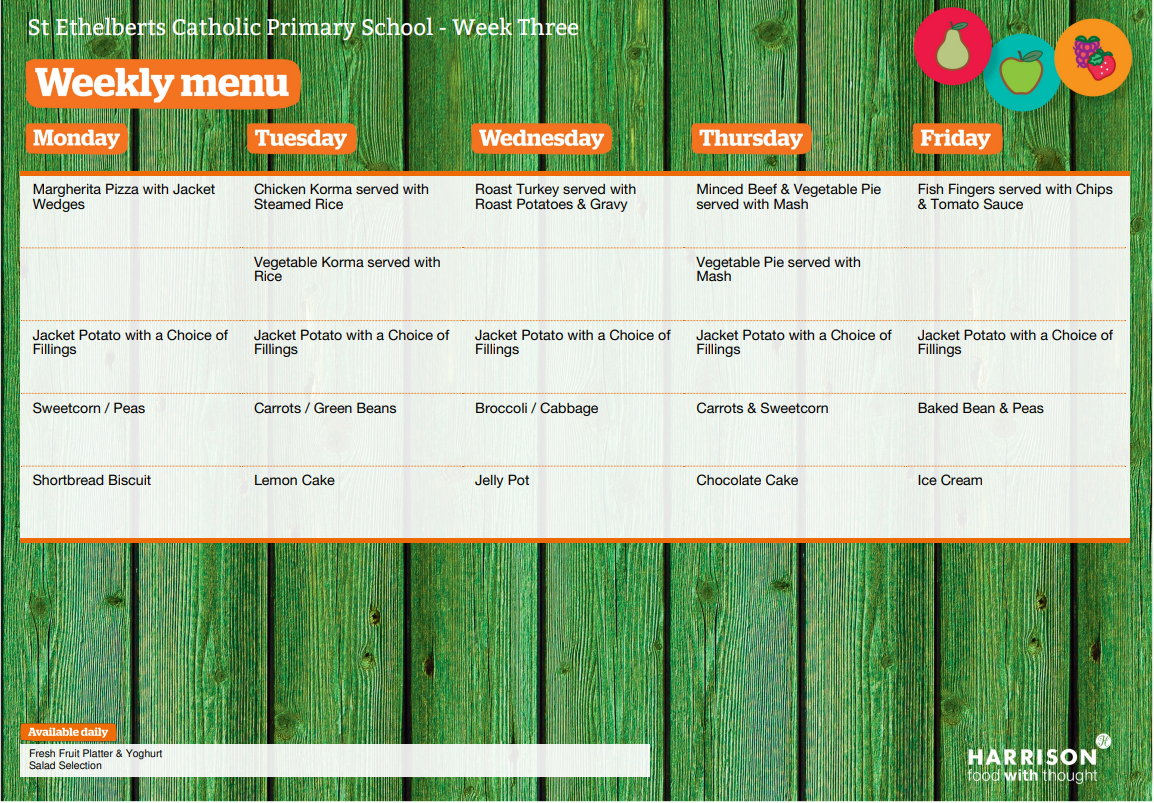 St Ethelberts Catholic Primary School - Week Three
Weekly menu
Monday
Tuesday
Wednesday
Thursday
Friday
Margherita Pizza with Jacket
Wedges
Chicken Korma served with
Steamed Rice
Roast Turkey served with
Roast Potatoes & Gravy
Minced Beef & Vegetable Pie
served with Mash
Fish Fingers served with Chips
& Tomato Sauce
Vegetable Korma served with
Rice
Vegetable Pie served with
Mash
Jacket Potato with a Choice of
Fillings
Jacket Potato with a Choice of
Fillings
Jacket Potato with a Choice of
Fillings
Jacket Potato with a Choice of
Fillings
Jacket Potato with a Choice of
Fillings
Sweetcorn / Peas
Carrots / Green Beans
Broccoli / Cabbage
Carrots & Sweetcorn
Baked Bean & Peas
Shortbread Biscuit
Lemon Cake
Jelly Pot
Chocolate Cake
Ice Cream
Available daily
Fresh Fruit Platter & Yoghurt
Salad Selection
HARRISON
food with thought